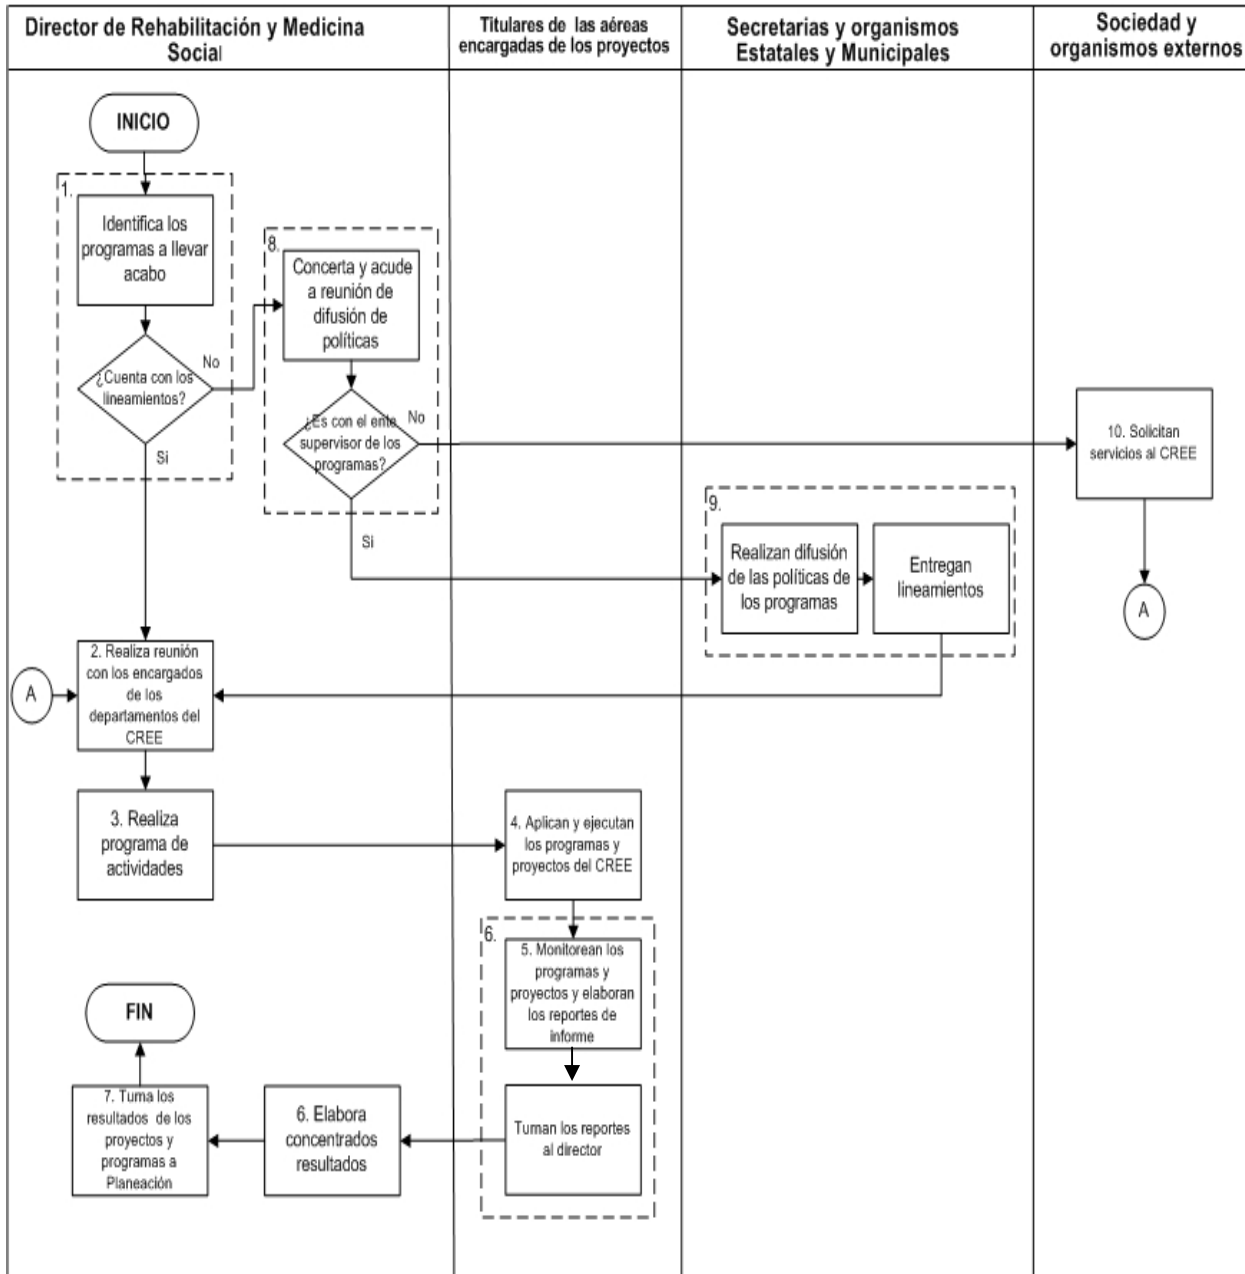 Director de Rehabilitación y Medicina
Social
Titulares de las aéreas
encargadas de los proyectos
Secretarias y organismos
Estatales y Municipales
Sociedad y
organismos externos
INICIO
1.
Identifica los
programas a llevar
acabo
¿Cuenta con los
lineamientos?
No
Si
8.
Concerta y acude
a reunión de
difusión de
políticas
¿Es con el ente
supervisor de los
programas?
No
Si
10. Solicitan
servicios al CREE
A
9.
Realizan difusión
de las políticas de
los programas
Entregan
lineamientos
A
2. Realiza reunión
con los encargados
de los
departamentos del
CREE
3. Realiza
programa de
actividades
4. Aplican y ejecutan
los programas y
proyectos del CREE
6.
5. Monitorean los
programas y
proyectos y elaboran
los reportes de
informe
Turnan los reportes
al director
6. Elabora
concentrados
resultados
7. Turna los
resultados de los
proyectos y
programas a
Planeación
FIN